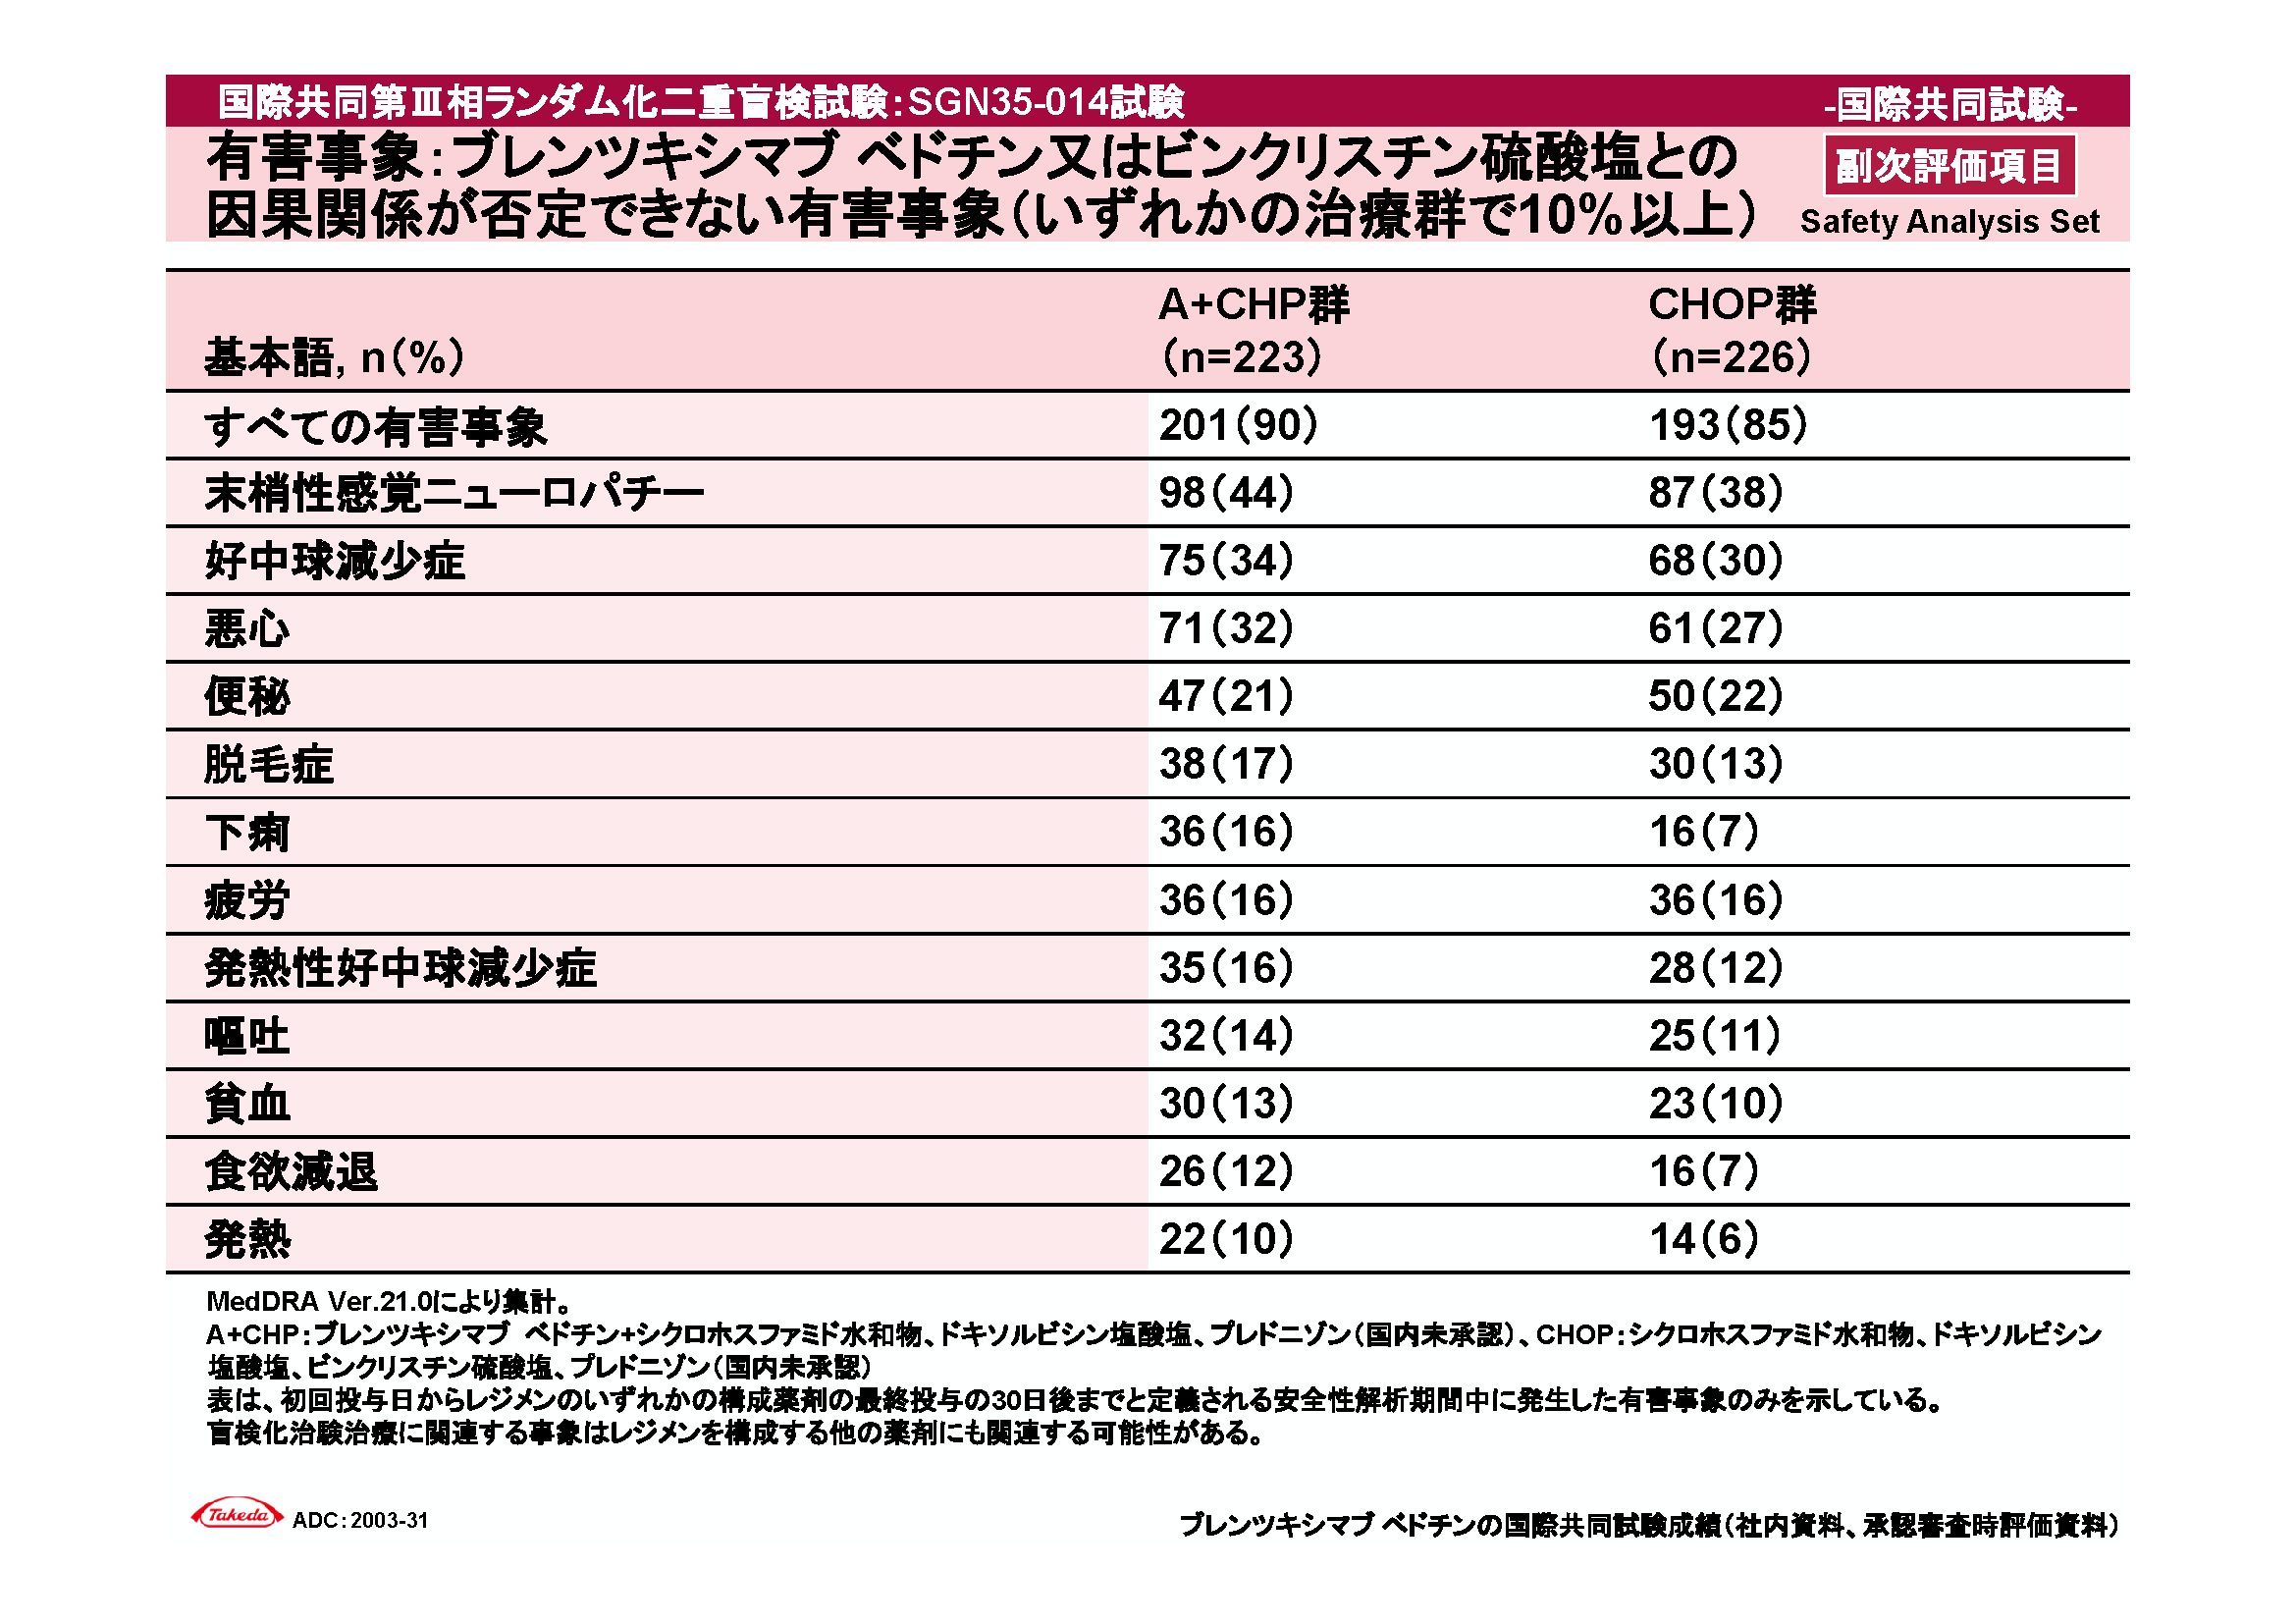 国際共同第Ⅲ相ランダム化二重盲検試験：SGN35-014試験
-国際共同試験-
有害事象：ブレンツキシマブ ベドチン又はビンクリスチン硫酸塩との
因果関係が否定できない有害事象（いずれかの治療群で10％以上）
副次評価項目
Safety Analysis Set
基本語, n（%） A+CHP群（n=223） CHOP群（n=226）
すべての有害事象 201（90） 193（85）
末梢性感覚ニューロパチー 98（44） 87（38）
好中球減少症 75（34） 68（30）
悪心 71（32） 61（27）
便秘 47（21） 50（22）
脱毛症 38（17） 30（13）
下痢 36（16） 16（7）
疲労 36（16） 36（16）
発熱性好中球減少症 35（16） 28（12）
嘔吐 32（14） 25（11）
貧血 30（13） 23（10）
食欲減退 26（12） 16（7）
発熱 22（10） 14（6）
MedDRA Ver.21.0により集計。
A+CHP：ブレンツキシマブ ベドチン+シクロホスファミド水和物、ドキソルビシン塩酸塩、プレドニゾン（国内未承認）、CHOP：シクロホスファミド水和物、ドキソルビシン
塩酸塩、ビンクリスチン硫酸塩、プレドニゾン（国内未承認）
表は、初回投与日からレジメンのいずれかの構成薬剤の最終投与の30日後までと定義される安全性解析期間中に発生した有害事象のみを示している。
盲検化治験治療に関連する事象はレジメンを構成する他の薬剤にも関連する可能性がある。
Takeda
ADC：2003-31
ブレンツキシマブ ベドチンの国際共同試験成績（社内資料、承認審査時評価資料）